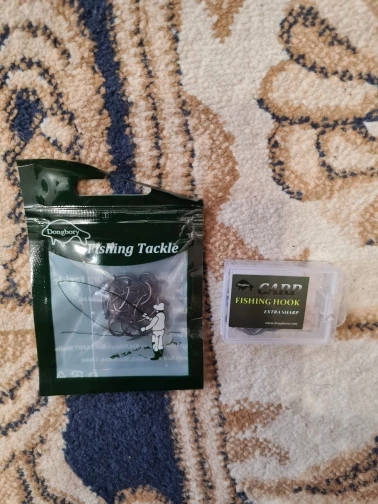 Dongbory
Fishing Tackle
CARP
FISHING HOOK
EXTRA SHARP